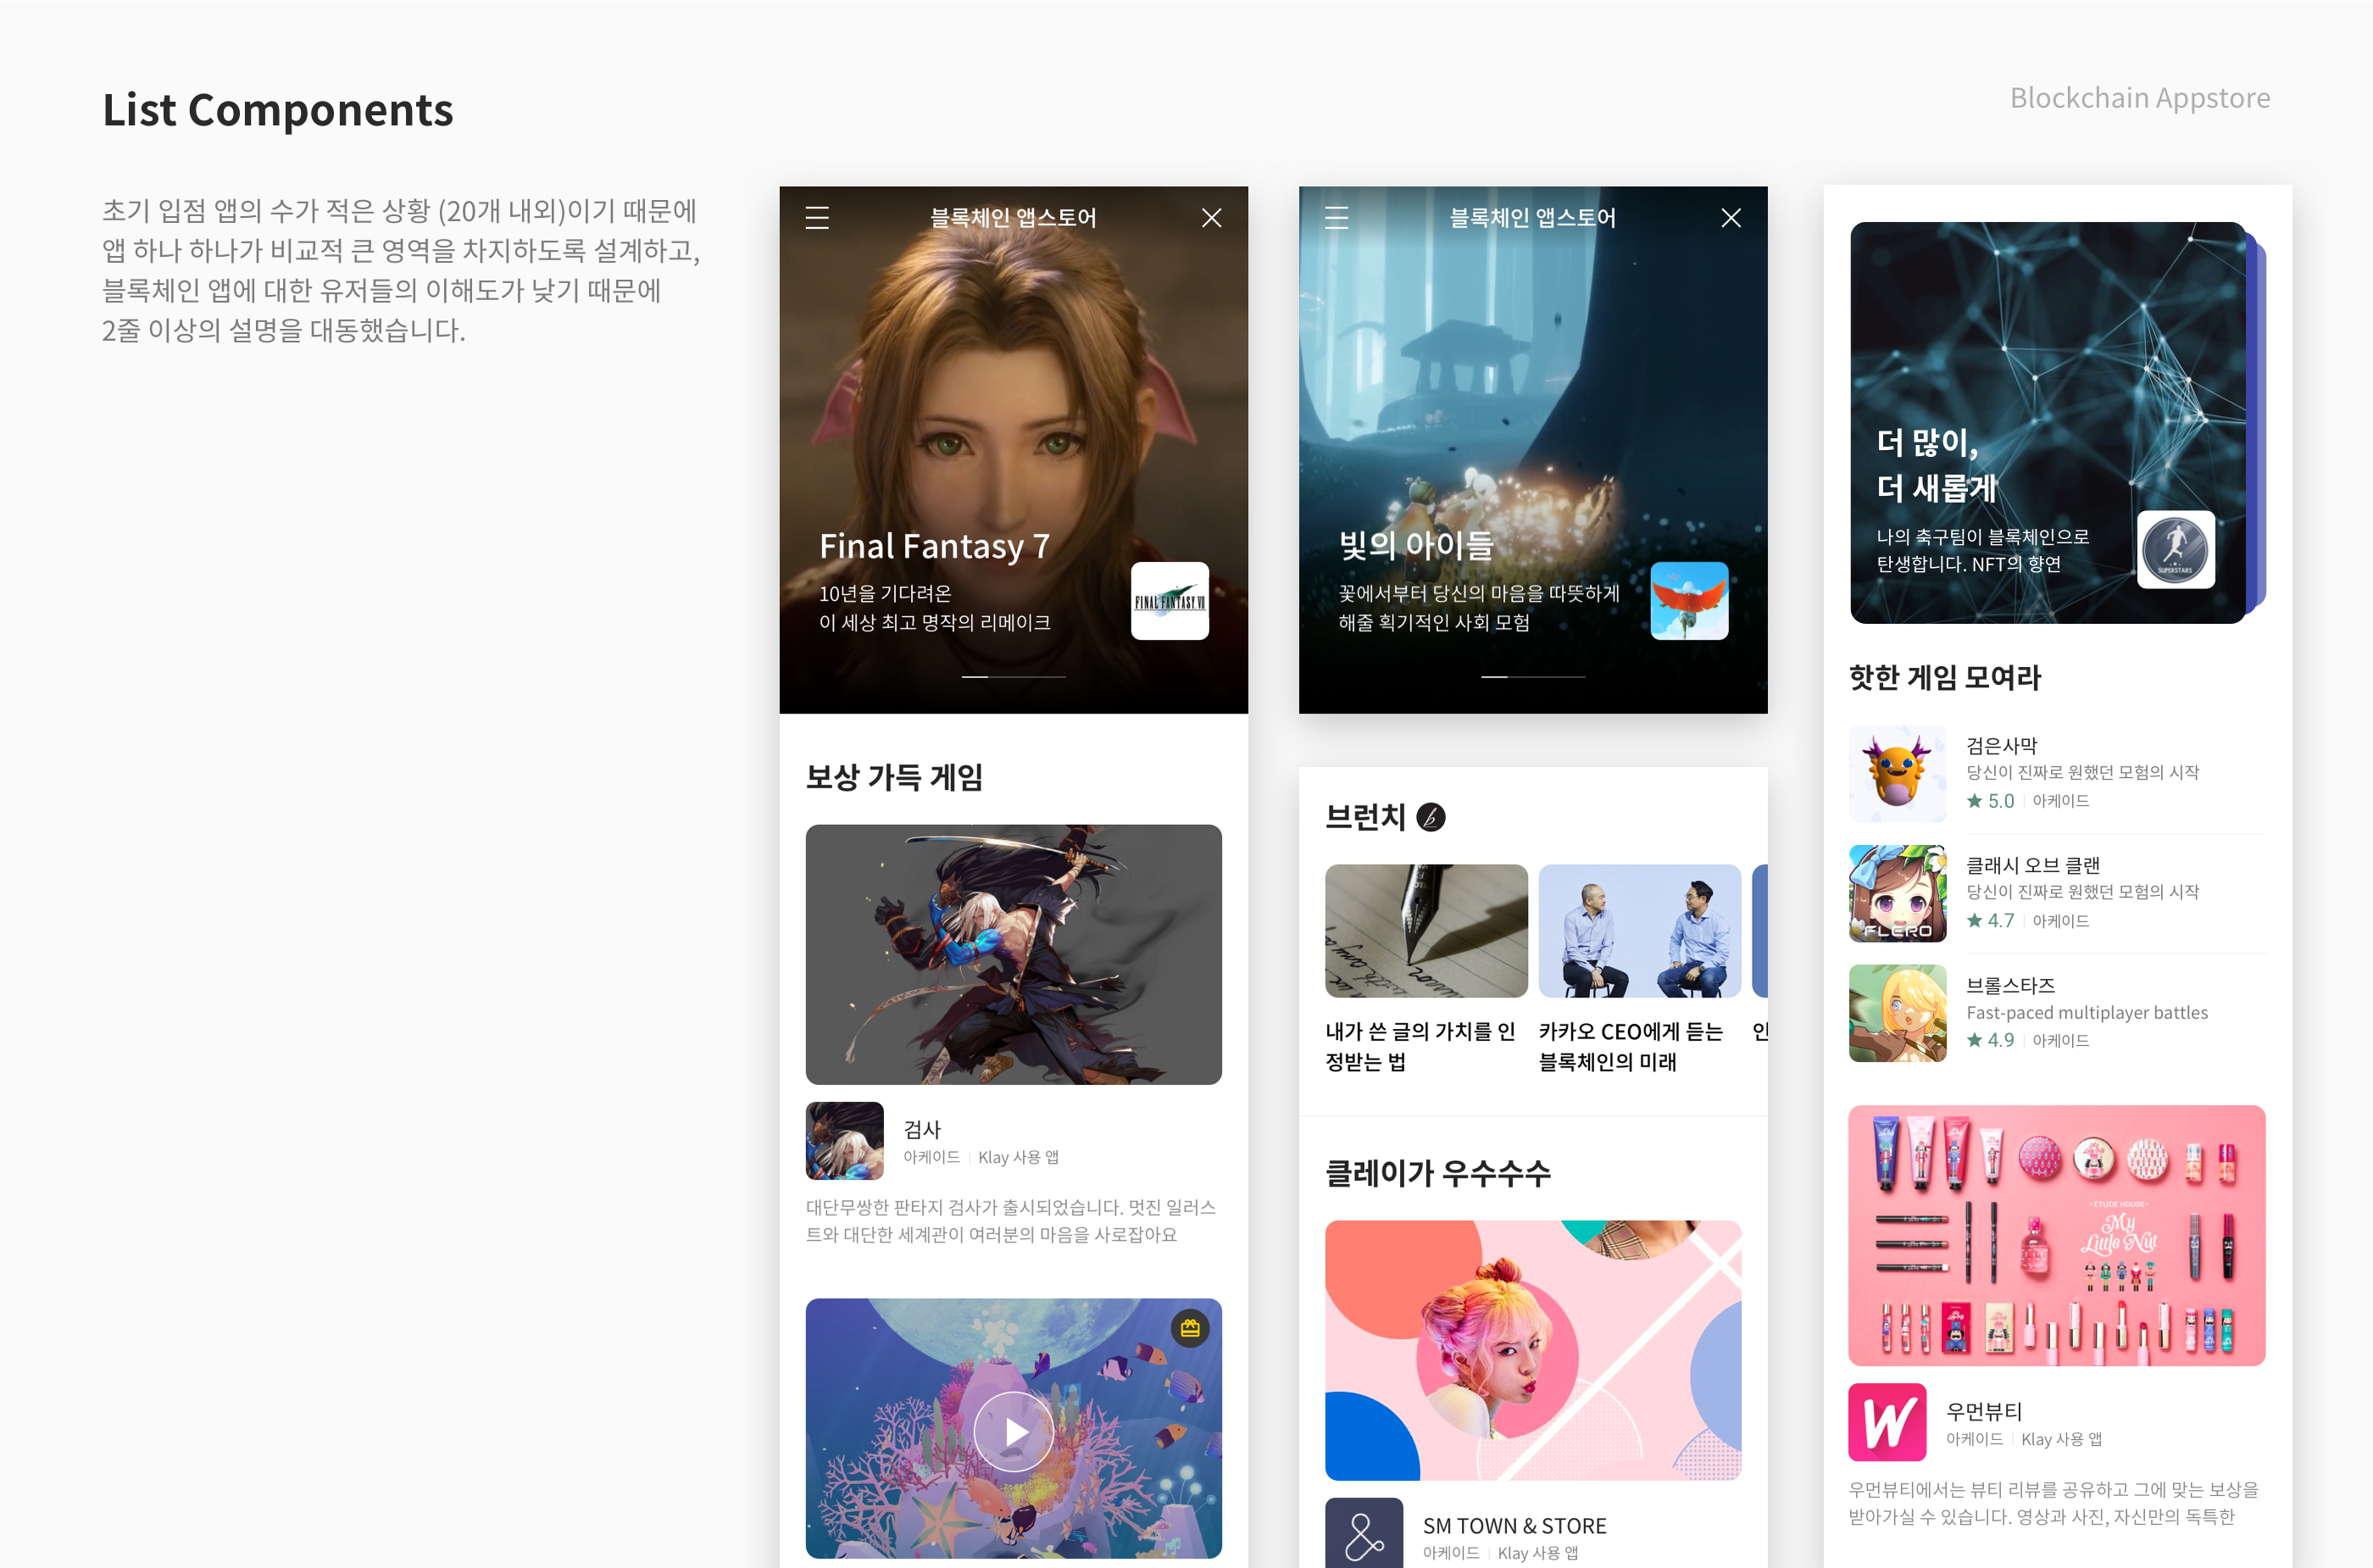 List Components
Blockchain Appstore
초기 입점 앱의 수가 적은 상황 (20개 내외)이기 때문에
앱 하나 하나가 비교적 큰 영역을 차지하도록 설계하고,
블록체인 앱에 대한 유저들의 이해도가 낮기 때문에
2줄 이상의 설명을 대동했습니다.
블록체인 앱스토어
Final Fantasy 7
10년을 기다려온
이 세상 최고 명작의 리메이크
FINAL FANTASY VII
보상 가득 게임
검사
아케이드 | Klay 사용 앱
대단무쌍한 판타지 검사가 출시되었습니다. 멋진 일러스
트와 대단한 세계관이 여러분의 마음을 사로잡아요
블록체인 앱스토어
빛의 아이들
꽃에서부터 당신의 마음을 따뜻하게
해줄 획기적인 사회 모험
브런치 b
내가 쓴 글의 가치를 인
정받는 법
카카오 CEO에게 듣는
블록체인의 미래
인
클레이가 우수수수
SM TOWN & STORE
아케이드 | Klay 사용 앱
더 많이,
더 새롭게
나의 축구팀이 블록체인으로
탄생합니다. NFT의 향연
SUPERSTARS
핫한 게임 모여라
검은사막
당신이 진짜로 원했던 모험의 시작
★ 5.0 | 아케이드
클래시 오브 클랜
당신이 진짜로 원했던 모험의 시작
★ 4.7 | 아케이드
FLERO
브롤스타즈
Fast-paced multiplayer battles
★ 4.9 | 아케이드
• ETUDE HOUSE •
My
Little Nut
W
우먼뷰티
아케이드 | Klay 사용 앱
우먼뷰티에서는 뷰티 리뷰를 공유하고 그에 맞는 보상을
받아가실 수 있습니다. 영상과 사진, 자신만의 독특한